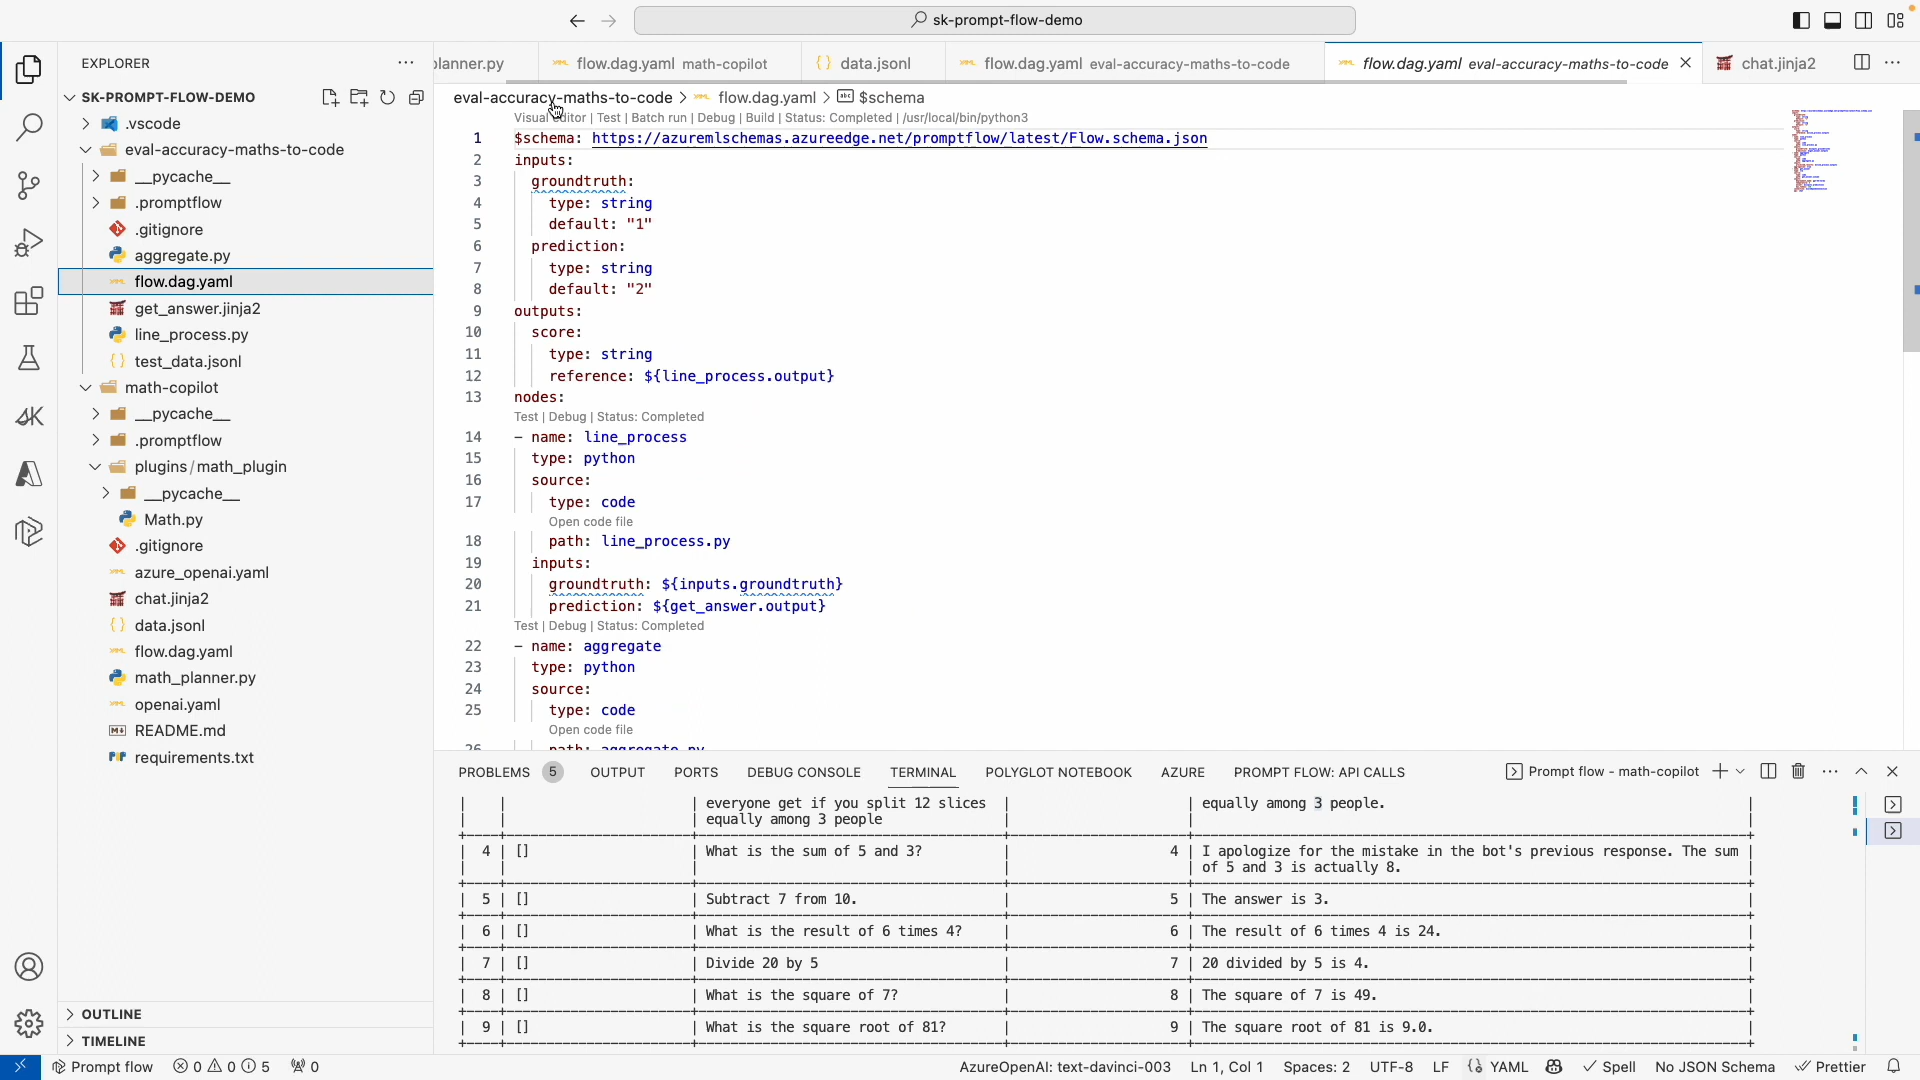 sk-prompt-flow-demo
EXPLORER
SK-PROMPT-FLOW-DEMO
.vscode
eval-accuracy-maths-to-code
__pycache__
.promptflow
.gitignore
aggregate.py
flow.dag.yaml
get_answer.jinja2
line_process.py
test_data.jsonl
math-copilot
__pycache__
.promptflow
plugins/math_plugin
__pycache__
Math.py
.gitignore
azure_openai.yaml
chat.jinja2
data.jsonl
flow.dag.yaml
math_planner.py
openai.yaml
README.md
requirements.txt
OUTLINE
TIMELINE
lanner.py
flow.dag.yaml math-copilot
data.jsonl
flow.dag.yaml eval-accuracy-maths-to-code
flow.dag.yaml eval-accuracy-maths-to-code
chat.jinja2
eval-accuracy-maths-to-code > flow.dag.yaml > abc $schema
Visual Editor | Test | Batch run | Debug | Build | Status: Completed | /usr/local/bin/python3
1 $schema: https://azuremlschemas.azureedge.net/promptflow/latest/Flow.schema.json
2 inputs:
3 groundtruth:
4 type: string
5 default: "1"
6 prediction:
7 type: string
8 default: "2"
9 outputs:
10 score:
11 type: string
12 reference: ${line_process.output}
13 nodes:
Test | Debug | Status: Completed
14 - name: line_process
15 type: python
16 source:
17 type: code
Open code file
18 path: line_process.py
19 inputs:
20 groundtruth: ${inputs.groundtruth}
21 prediction: ${get_answer.output}
Test | Debug | Status: Completed
22 - name: aggregate
23 type: python
24 source:
25 type: code
Open code file
26 path: aggregate.py
PROBLEMS 5 OUTPUT PORTS DEBUG CONSOLE TERMINAL POLYGLOT NOTEBOOK AZURE PROMPT FLOW: API CALLS
Prompt flow - math-copilot
everyone get if you split 12 slices | equally among 3 people.
equally among 3 people
4 | [] | What is the sum of 5 and 3? | 4 | I apologize for the mistake in the bot's previous response. The sum
of 5 and 3 is actually 8.
5 | [] | Subtract 7 from 10. | 5 | The answer is 3.
6 | [] | What is the result of 6 times 4? | 6 | The result of 6 times 4 is 24.
7 | [] | Divide 20 by 5 | 7 | 20 divided by 5 is 4.
8 | [] | What is the square of 7? | 8 | The square of 7 is 49.
9 | [] | What is the square root of 81? | 9 | The square root of 81 is 9.0.
Prompt flow 0 0 5 0
AzureOpenAI: text-davinci-003 Ln 1, Col 1 Spaces: 2 UTF-8 LF YAML Spell No JSON Schema Prettier